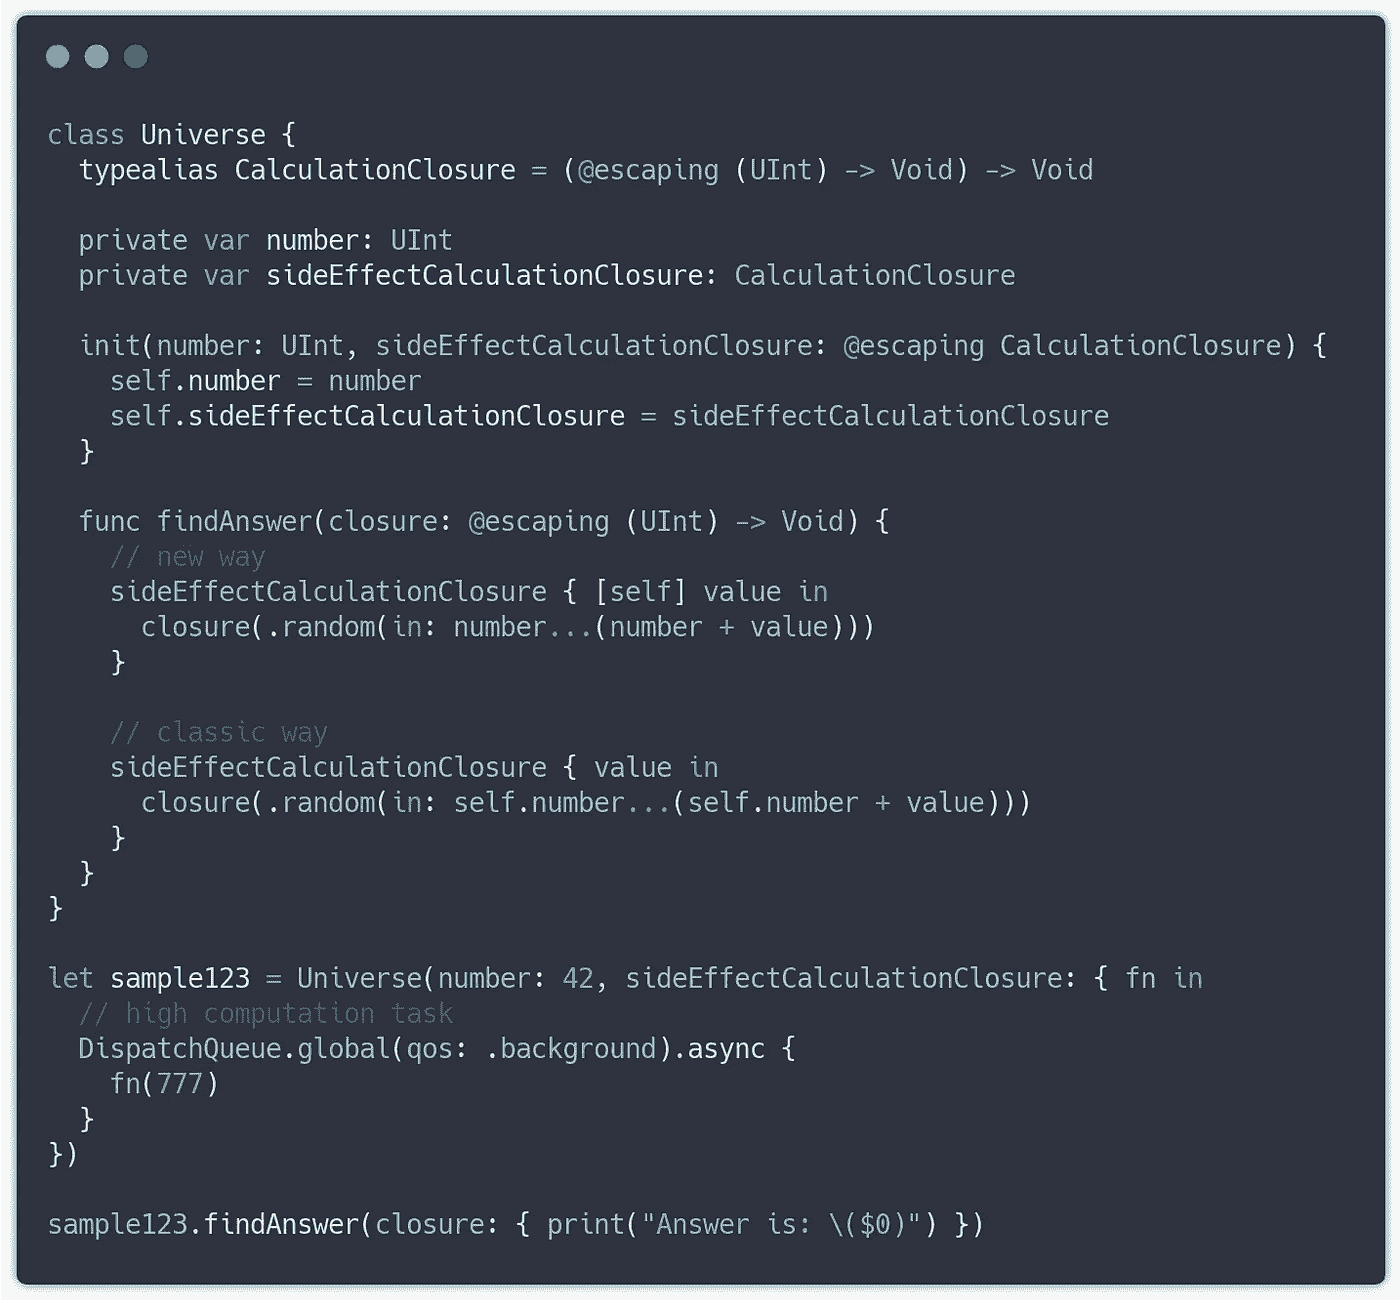 class Universe {
  typealias CalculationClosure = (@escaping (UInt) -> Void) -> Void

  private var number: UInt
  private var sideEffectCalculationClosure: CalculationClosure

  init(number: UInt, sideEffectCalculationClosure: @escaping CalculationClosure) {
    self.number = number
    self.sideEffectCalculationClosure = sideEffectCalculationClosure
  }

  func findAnswer(closure: @escaping (UInt) -> Void) {
    // new way
    sideEffectCalculationClosure { [self] value in
      closure(.random(in: number...(number + value)))
    }

    // classic way
    sideEffectCalculationClosure { value in
      closure(.random(in: self.number...(self.number + value)))
    }
  }
}

let sample123 = Universe(number: 42, sideEffectCalculationClosure: { fn in
  // high computation task
  DispatchQueue.global(qos: .background).async {
    fn(777)
  }
})

sample123.findAnswer(closure: { print("Answer is: \($0)") })